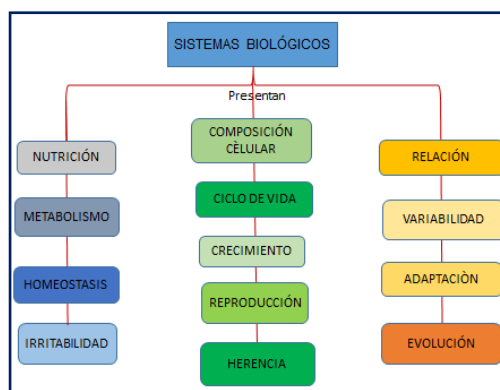 SISTEMAS BIOLÓGICOS
Presentan
NUTRICIÓN
METABOLISMO
HOMEOSTASIS
IRRITABILIDAD
COMPOSICIÓN
CÈLULAR
CICLO DE VIDA
CRECIMIENTO
REPRODUCCIÓN
HERENCIA
RELACIÓN
VARIABILIDAD
ADAPTACIÒN
EVOLUCIÓN